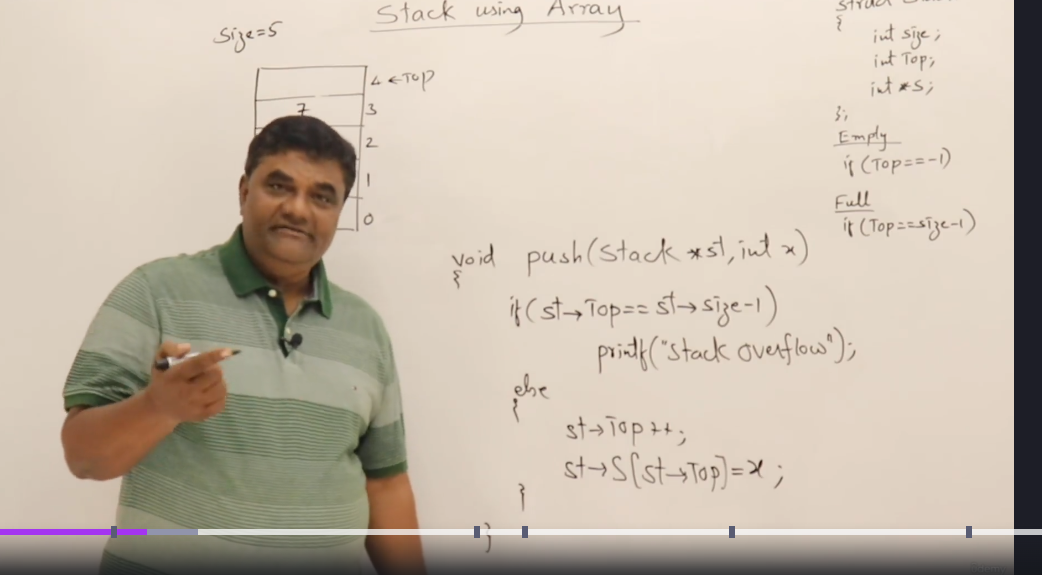 Stack using Array
Size=5
4 ←Top
7
3
2
1
0
{
int size;
int Top;
int *S;
};
Empty
if (Top==-1)
Full
if (Top==size-1)
void push(Stack *st, int x)
{
if(st→Top==st→size-1)
printf("Stack overflow");
else
{
st→Top++;
st→S[st→Top]=x;
}
}